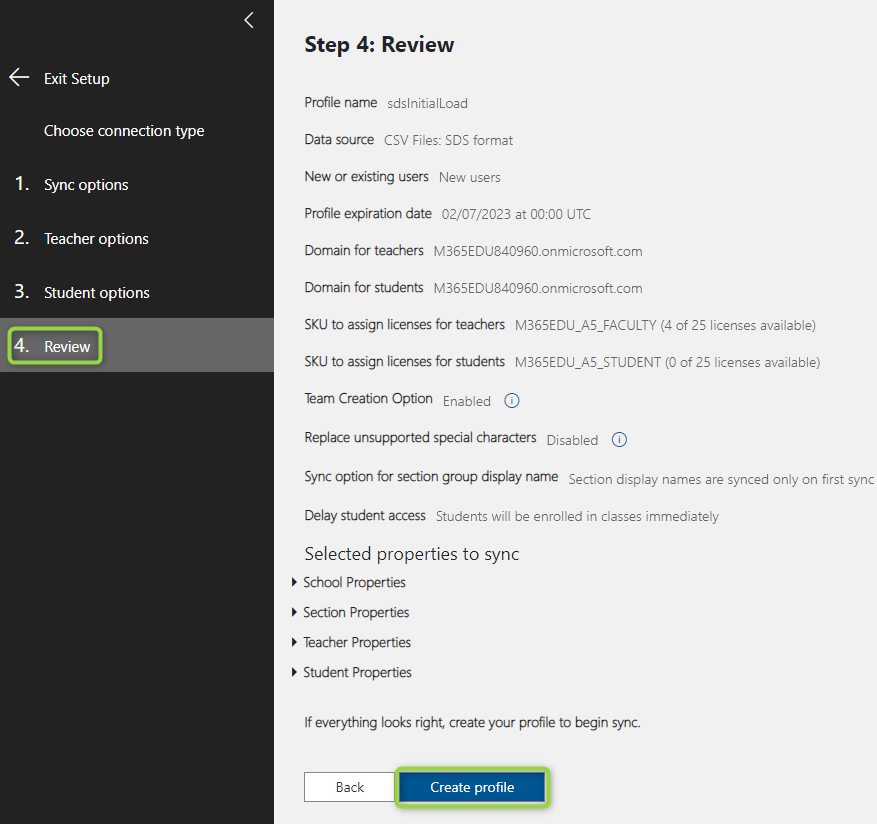 Exit Setup
Choose connection type
1. Sync options
2. Teacher options
3. Student options
4. Review
Step 4: Review
Profile name sdsInitialLoad
Data source CSV Files: SDS format
New or existing users New users
Profile expiration date 02/07/2023 at 00:00 UTC
Domain for teachers M365EDU840960.onmicrosoft.com
Domain for students M365EDU840960.onmicrosoft.com
SKU to assign licenses for teachers M365EDU_A5_FACULTY (4 of 25 licenses available)
SKU to assign licenses for students M365EDU_A5_STUDENT (0 of 25 licenses available)
Team Creation Option Enabled
Replace unsupported special characters Disabled
Sync option for section group display name Section display names are synced only on first sync
Delay student access Students will be enrolled in classes immediately
Selected properties to sync
School Properties
Section Properties
Teacher Properties
Student Properties
If everything looks right, create your profile to begin sync.
Back Create profile